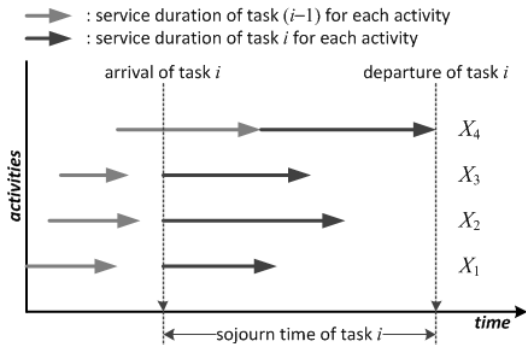 : service duration of task (i−1) for each activity
: service duration of task i for each activity
arrival of task i
departure of task i
activities
X4
X3
X2
X1
time
sojourn time of task i